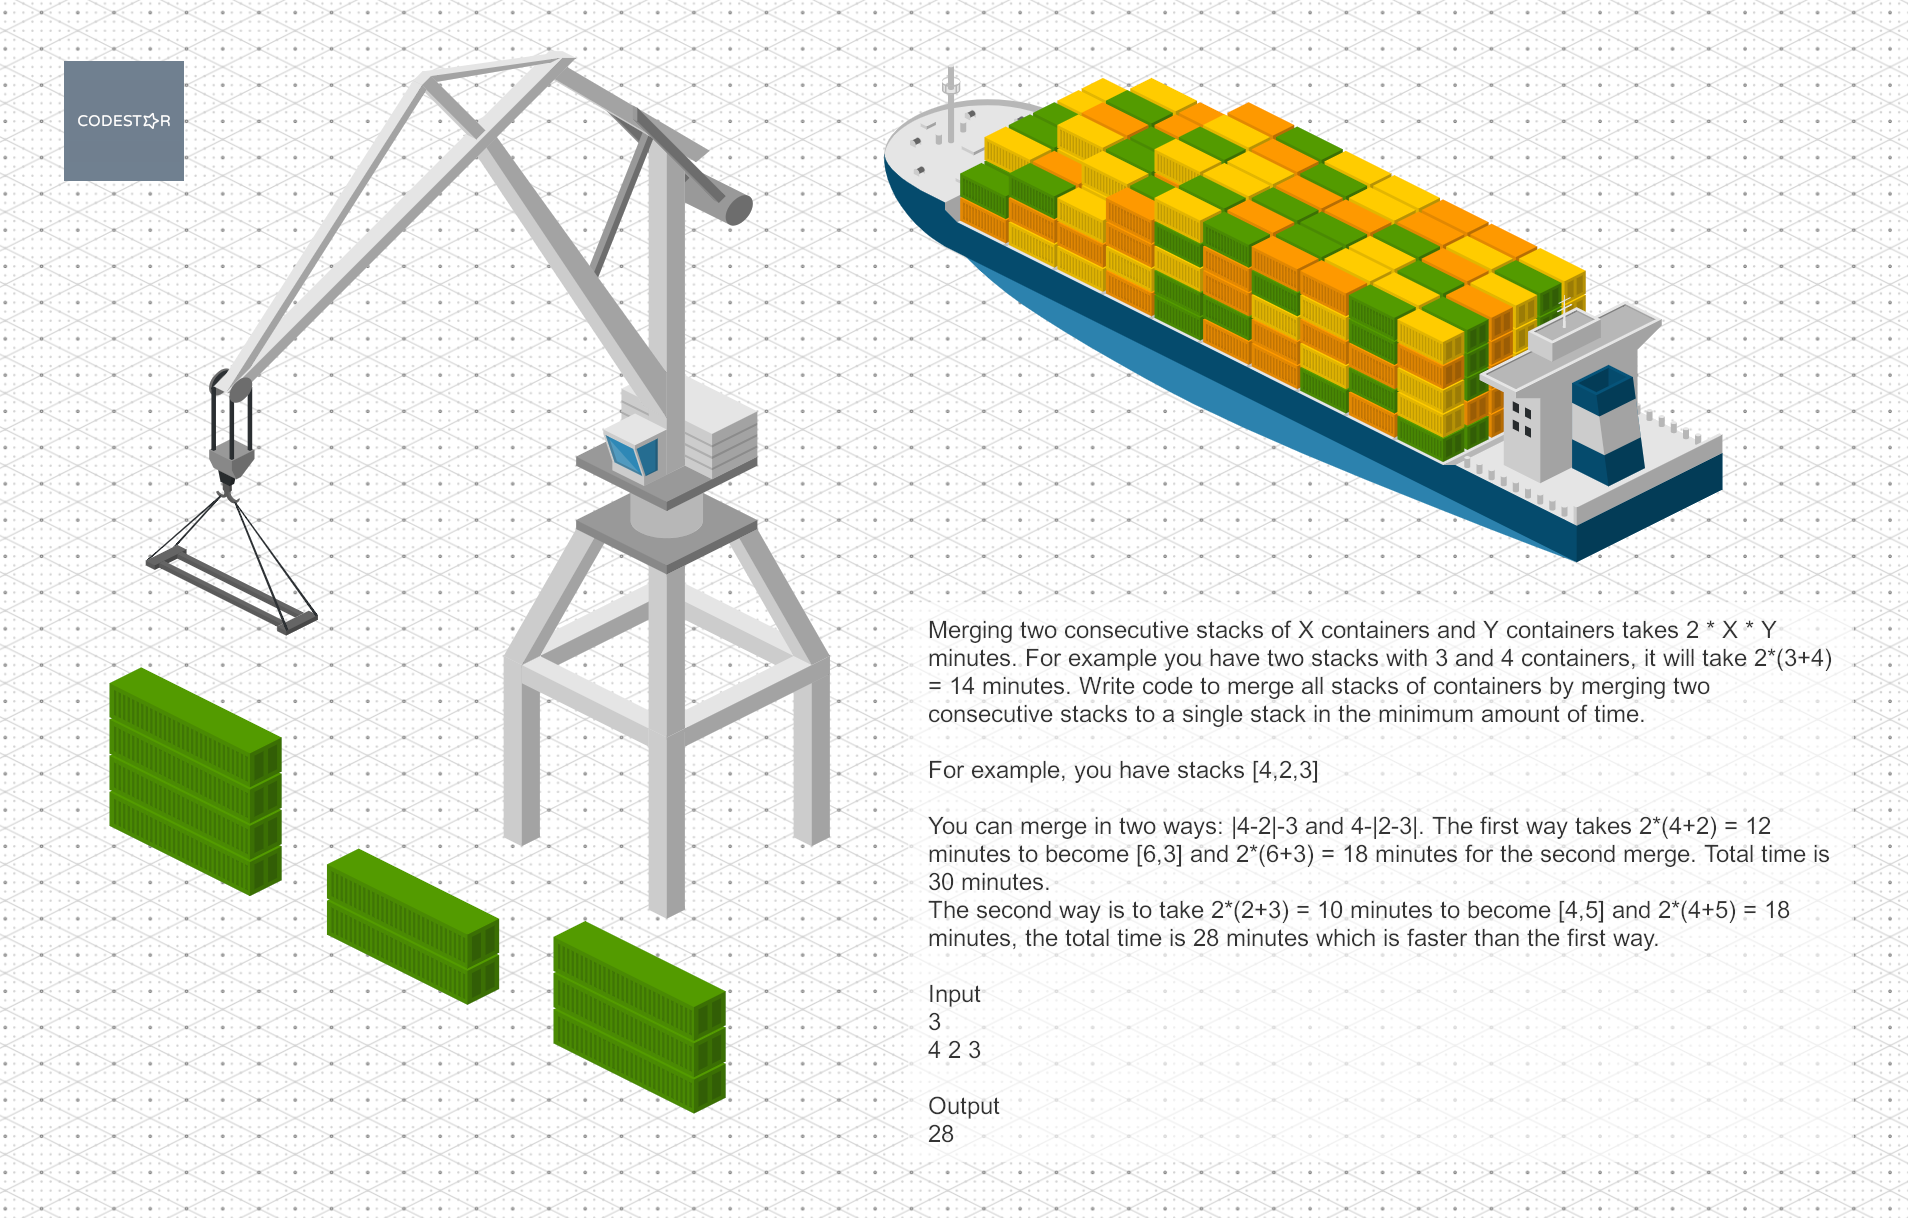 CODEST☆R
Merging two consecutive stacks of X containers and Y containers takes 2 * X * Y
minutes. For example you have two stacks with 3 and 4 containers, it will take 2*(3+4)
= 14 minutes. Write code to merge all stacks of containers by merging two
consecutive stacks to a single stack in the minimum amount of time.
For example, you have stacks [4,2,3]
You can merge in two ways: |4-2|-3 and 4-|2-3|. The first way takes 2*(4+2) = 12
minutes to become [6,3] and 2*(6+3) = 18 minutes for the second merge. Total time is
30 minutes.
The second way is to take 2*(2+3) = 10 minutes to become [4,5] and 2*(4+5) = 18
minutes, the total time is 28 minutes which is faster than the first way.
Input
3
4 2 3
Output
28